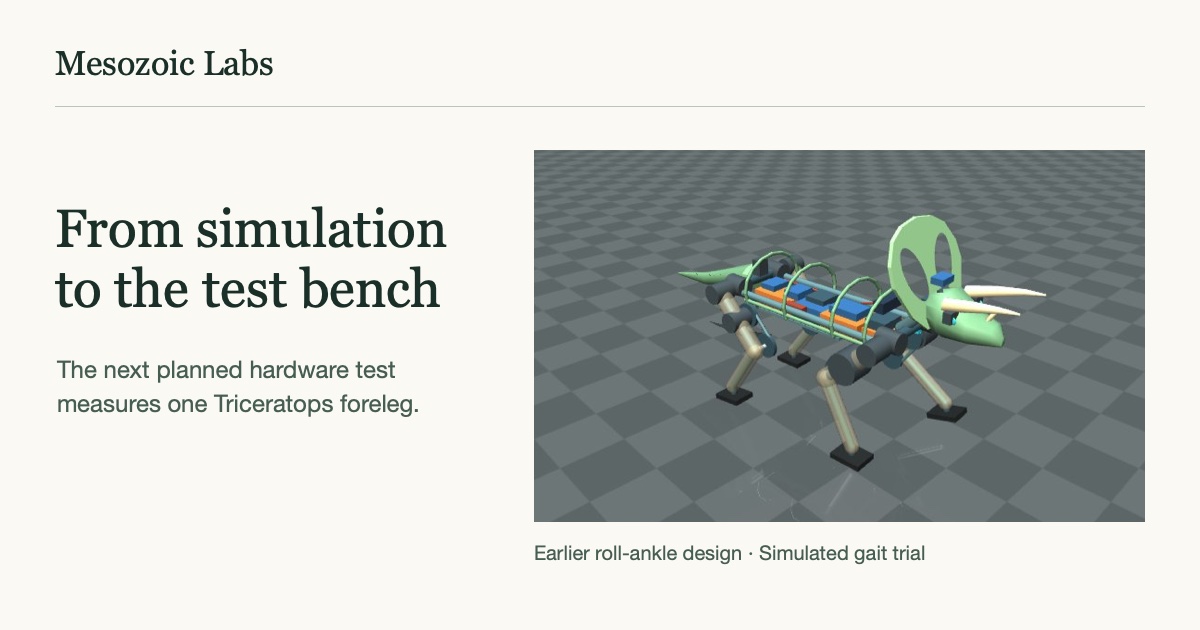 Mesozoic Labs
From simulation
to the test bench
The next planned hardware test
measures one Triceratops foreleg.
Earlier roll-ankle design · Simulated gait trial